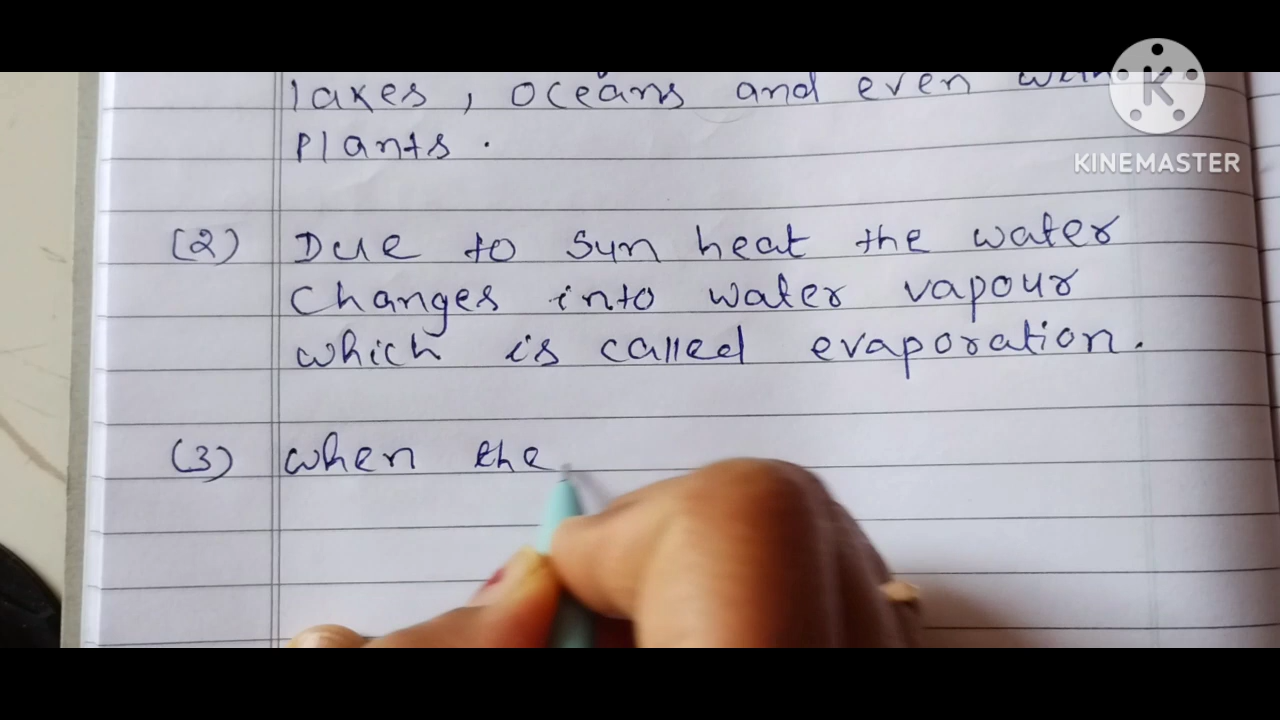 lakes, oceans and even
plants.
(2) Due to sun heat the water
changes into water vapour
which is called evaporation.
(3) when the
KINEMASTER